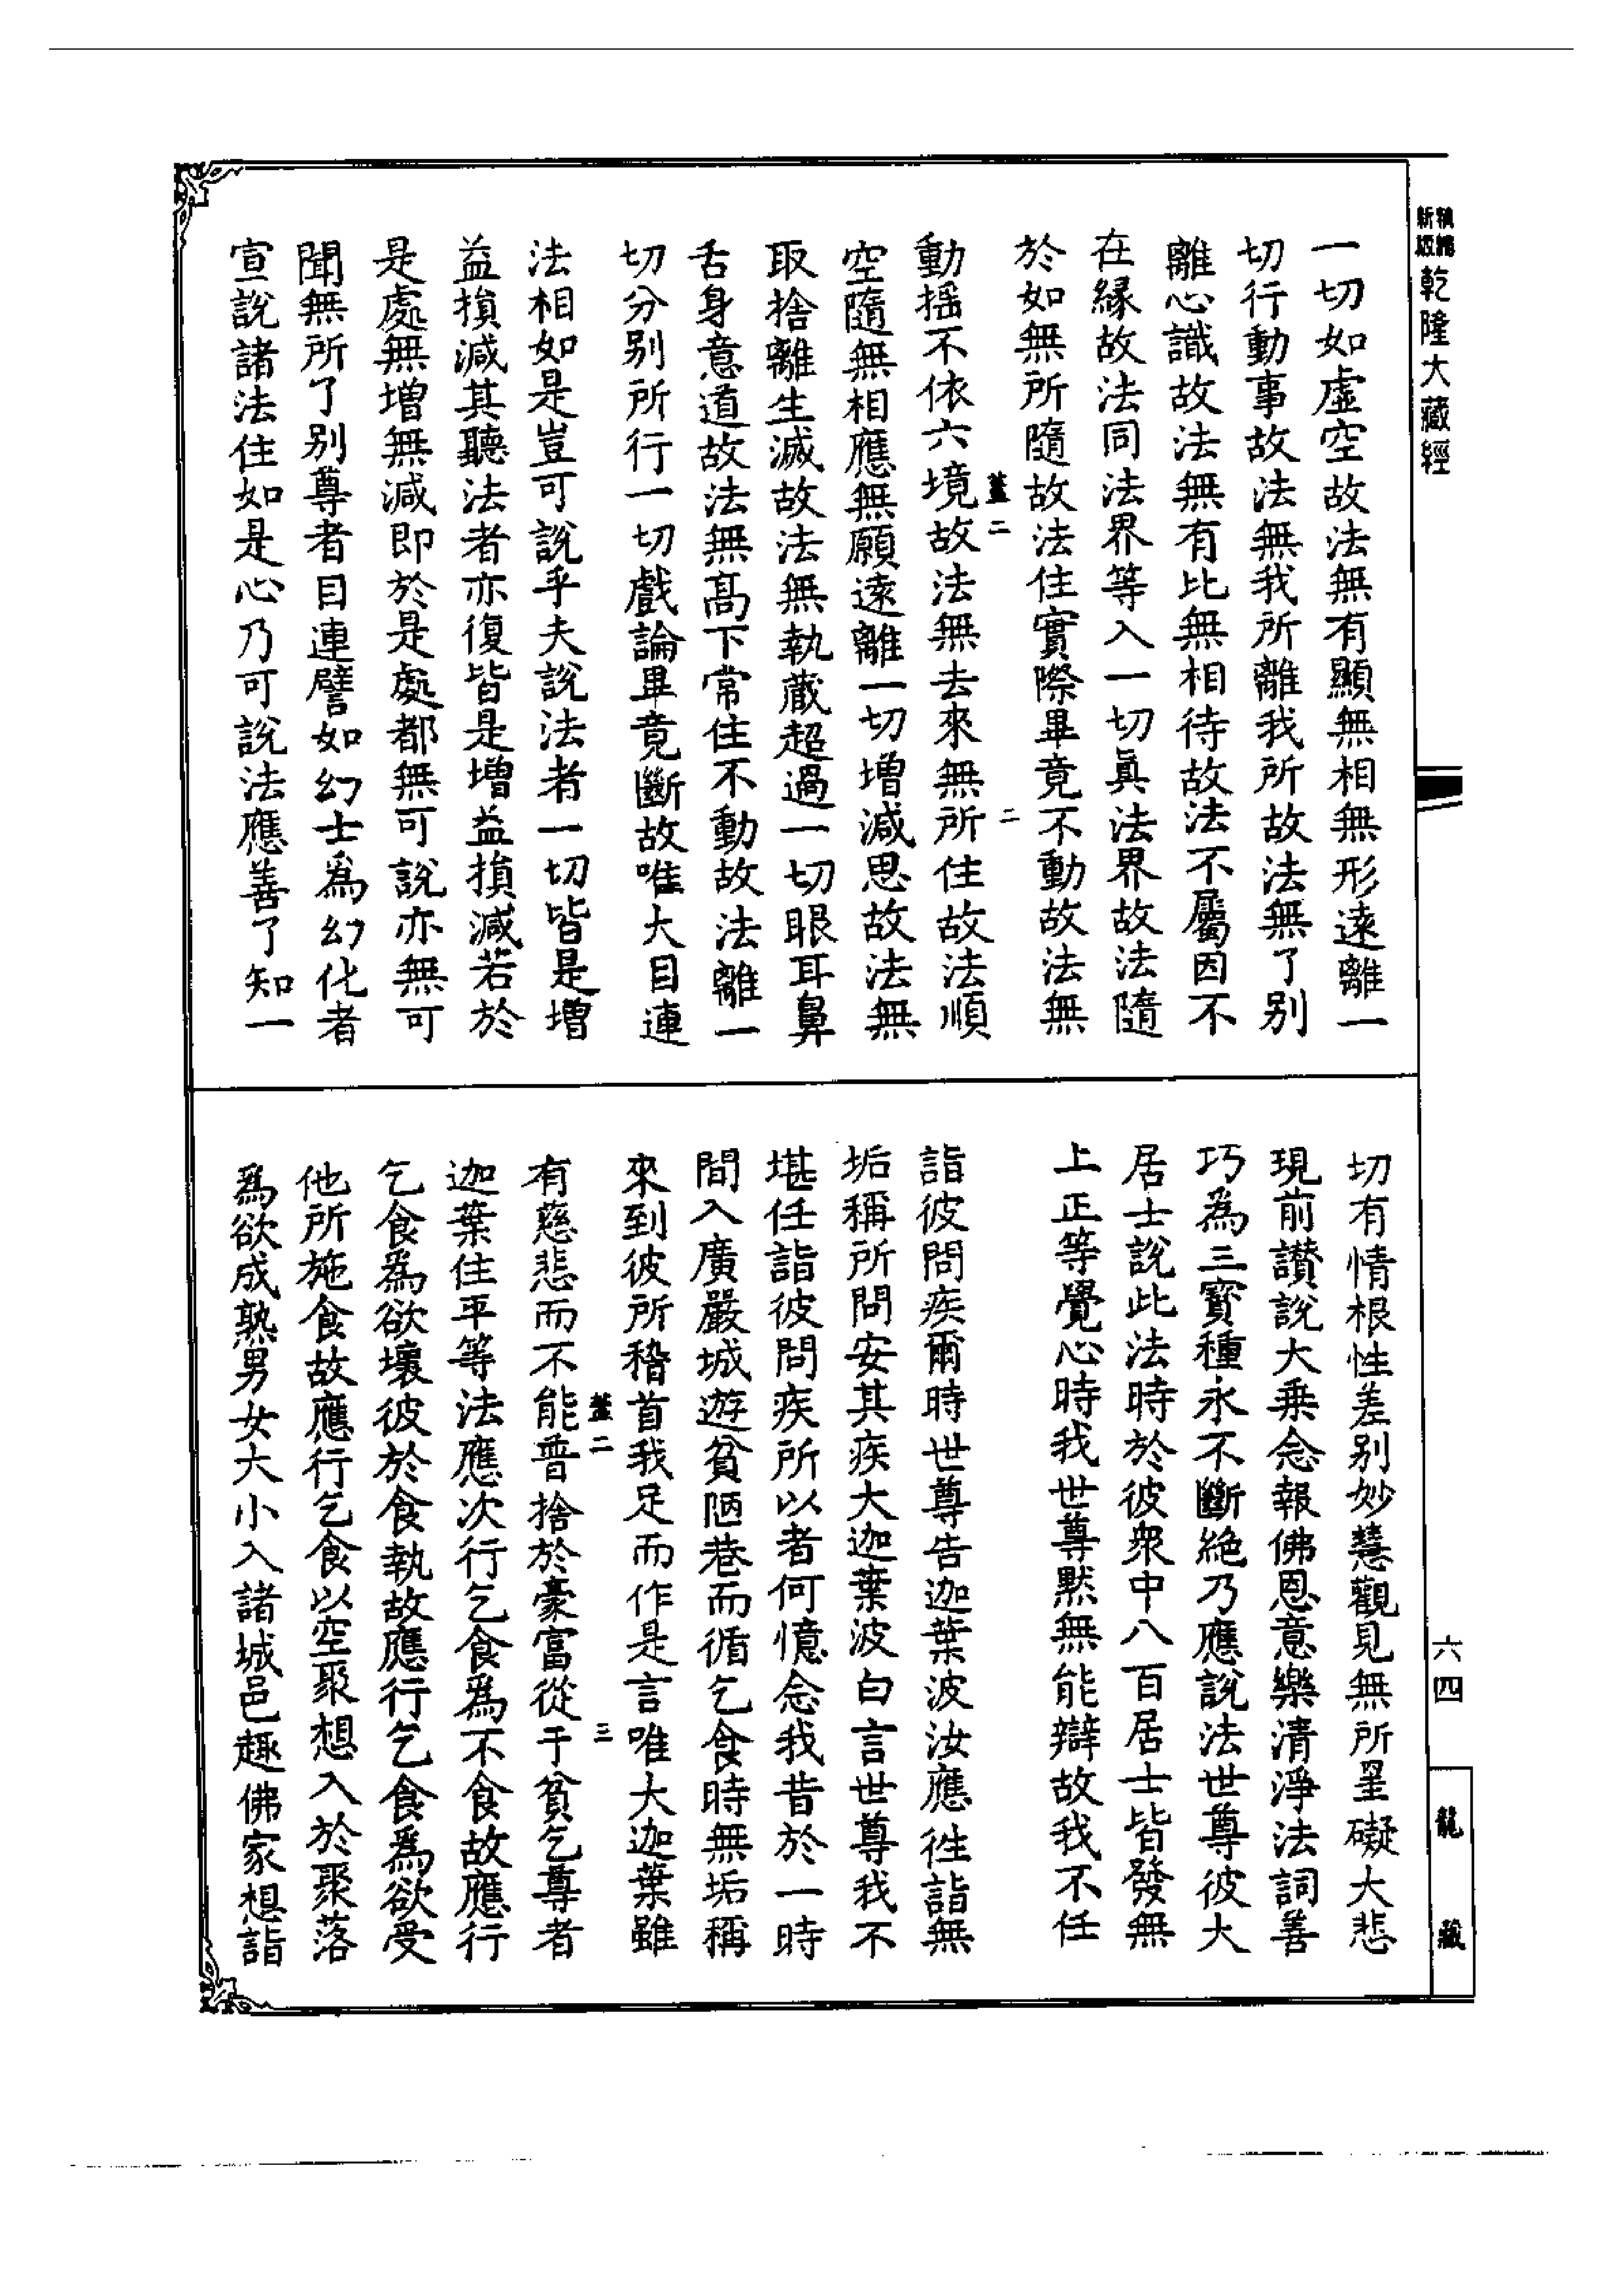 新編縮版乾隆大藏經
一切如虛空故法無有顯無相無形遠離一
切行動事故法無我所離我所故法無了別
離心識故法無有比無相待故法不屬因不
在緣故法同法界等入一切眞法界故法隨
於如無所隨故法住實際畢竟不動故法無
蓋二
二
動搖不依六境故法無去來無所住故法順
空隨無相應無願遠離一切增減思故法無
取捨離生滅故法無執藏超過一切眼耳鼻
舌身意道故法無高下常住不動故法離一
切分別所行一切戲論畢竟斷故唯大目連
法相如是豈可說乎夫說法者一切皆是增
益損減其聽法者亦復皆是增益損減若於
是處無增無減即於是處都無可說亦無可
聞無所了別尊者目連譬如幻士爲幻化者
宣說諸法住如是心乃可說法應善了知一
切有情根性差別妙慧觀見無所罣礙大悲
現前讚說大乘念報佛恩意樂清淨法詞善
巧爲三寶種永不斷絶乃應說法世尊彼大
居士說此法時於彼衆中八百居士皆發無
上正等覺心時我世尊默無能辯故我不任
詣彼問疾爾時世尊告迦葉波汝應徃詣無
垢稱所問安其疾大迦葉波白言世尊我不
堪任詣彼問疾所以者何憶念我昔於一時
間入廣嚴城遊貧陋巷而循乞食時無垢稱
來到彼所稽首我足而作是言唯大迦葉雖
蓋二
三
有慈悲而不能普捨於豪富從于貧乞尊者
迦葉住平等法應次行乞食爲不食故應行
乞食爲欲壞彼於食執故應行乞食爲欲受
他所施食故應行乞食以空聚想入於聚落
爲欲成熟男女大小入諸城邑趣佛家想詣
六四
龍藏